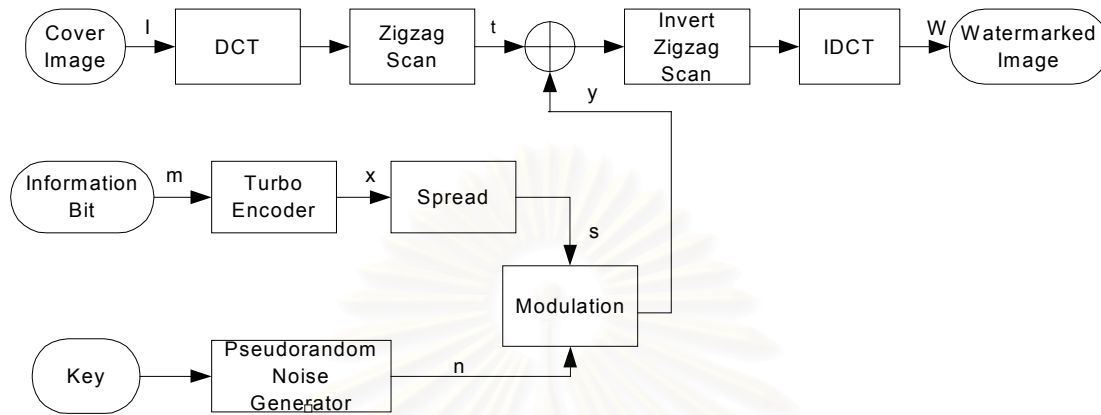 Cover Image
I
DCT
Zigzag Scan
t
Invert Zigzag Scan
IDCT
W
Watermarked Image
y
Information Bit
m
Turbo Encoder
x
Spread
s
Modulation
Key
Pseudorandom Noise Generator
n